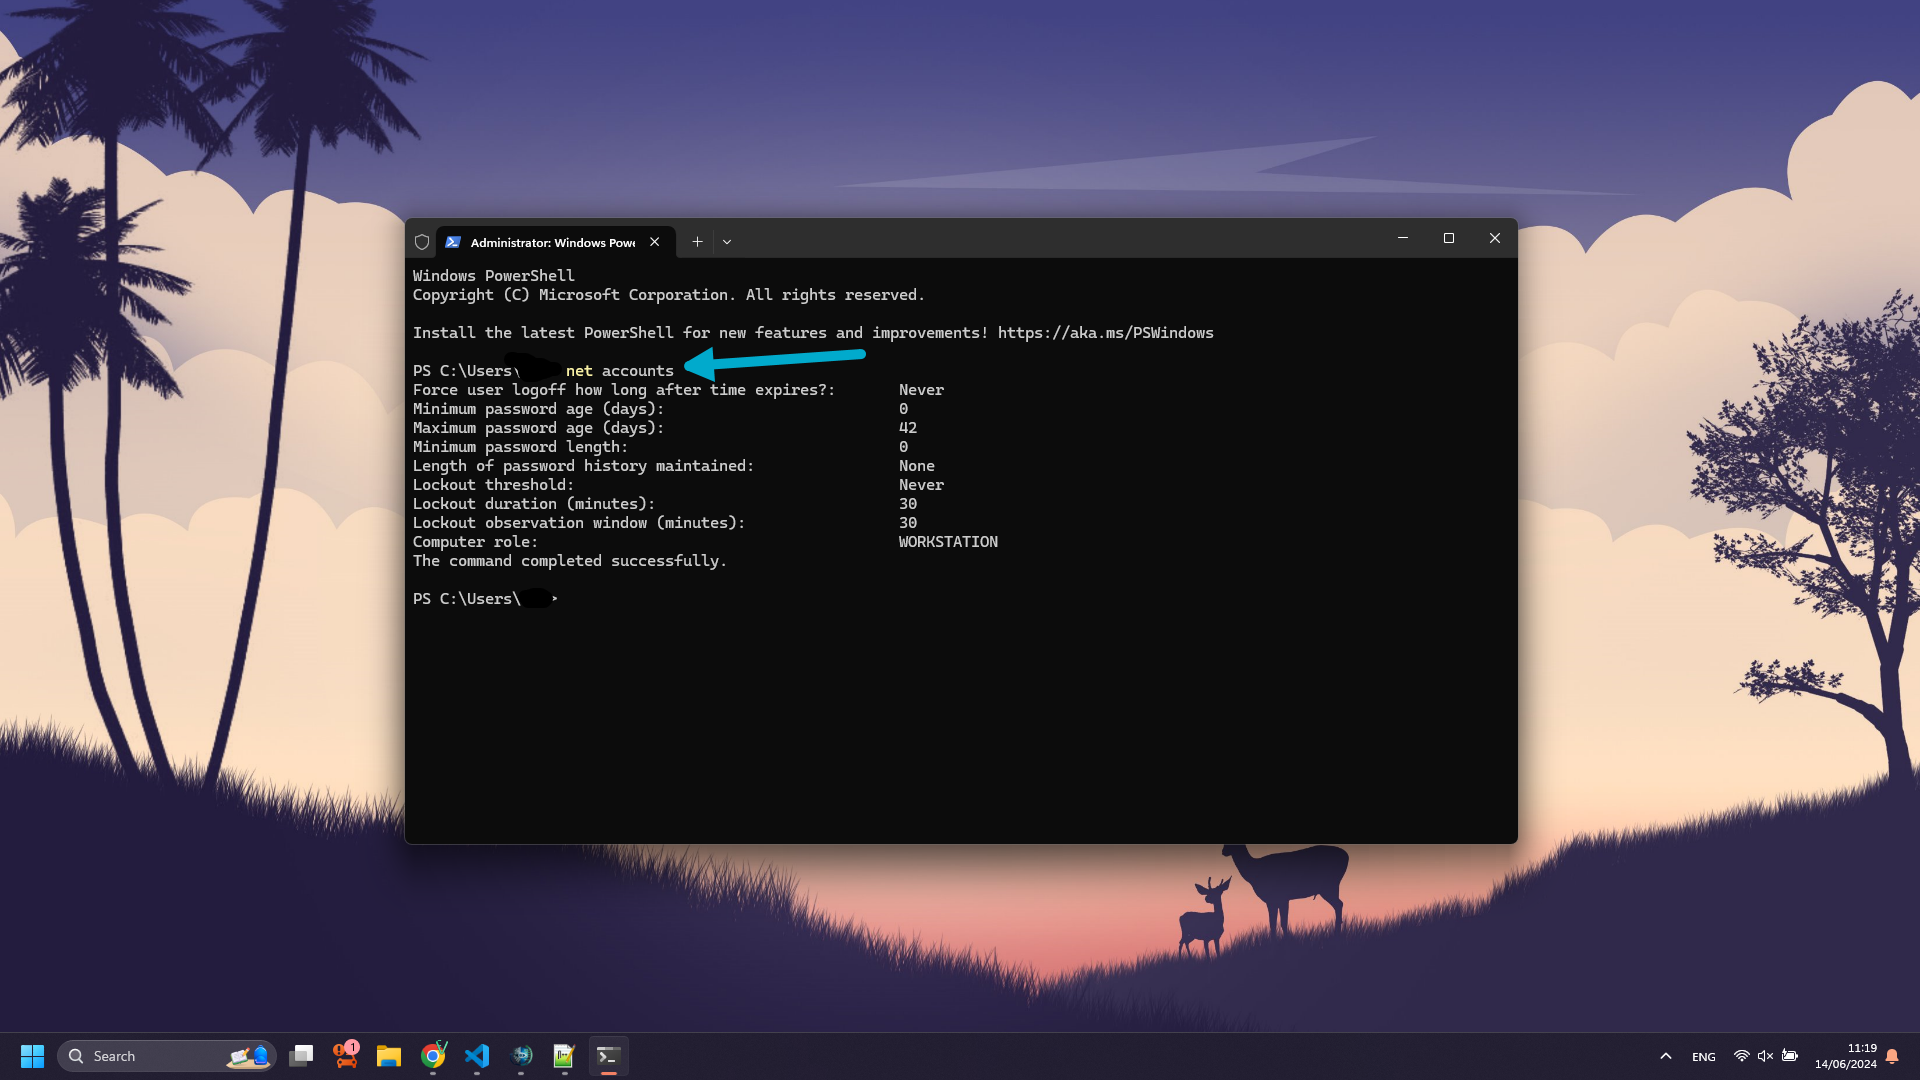 Administrator: Windows Powe
Windows PowerShell
Copyright (C) Microsoft Corporation. All rights reserved.
Install the latest PowerShell for new features and improvements! https://aka.ms/PSWindows
PS C:\Users\ net accounts
Force user logoff how long after time expires?: Never
Minimum password age (days): 0
Maximum password age (days): 42
Minimum password length: 0
Length of password history maintained: None
Lockout threshold: Never
Lockout duration (minutes): 30
Lockout observation window (minutes): 30
Computer role: WORKSTATION
The command completed successfully.
PS C:\Users\ >
Search
1
ENG
11:19
14/06/2024